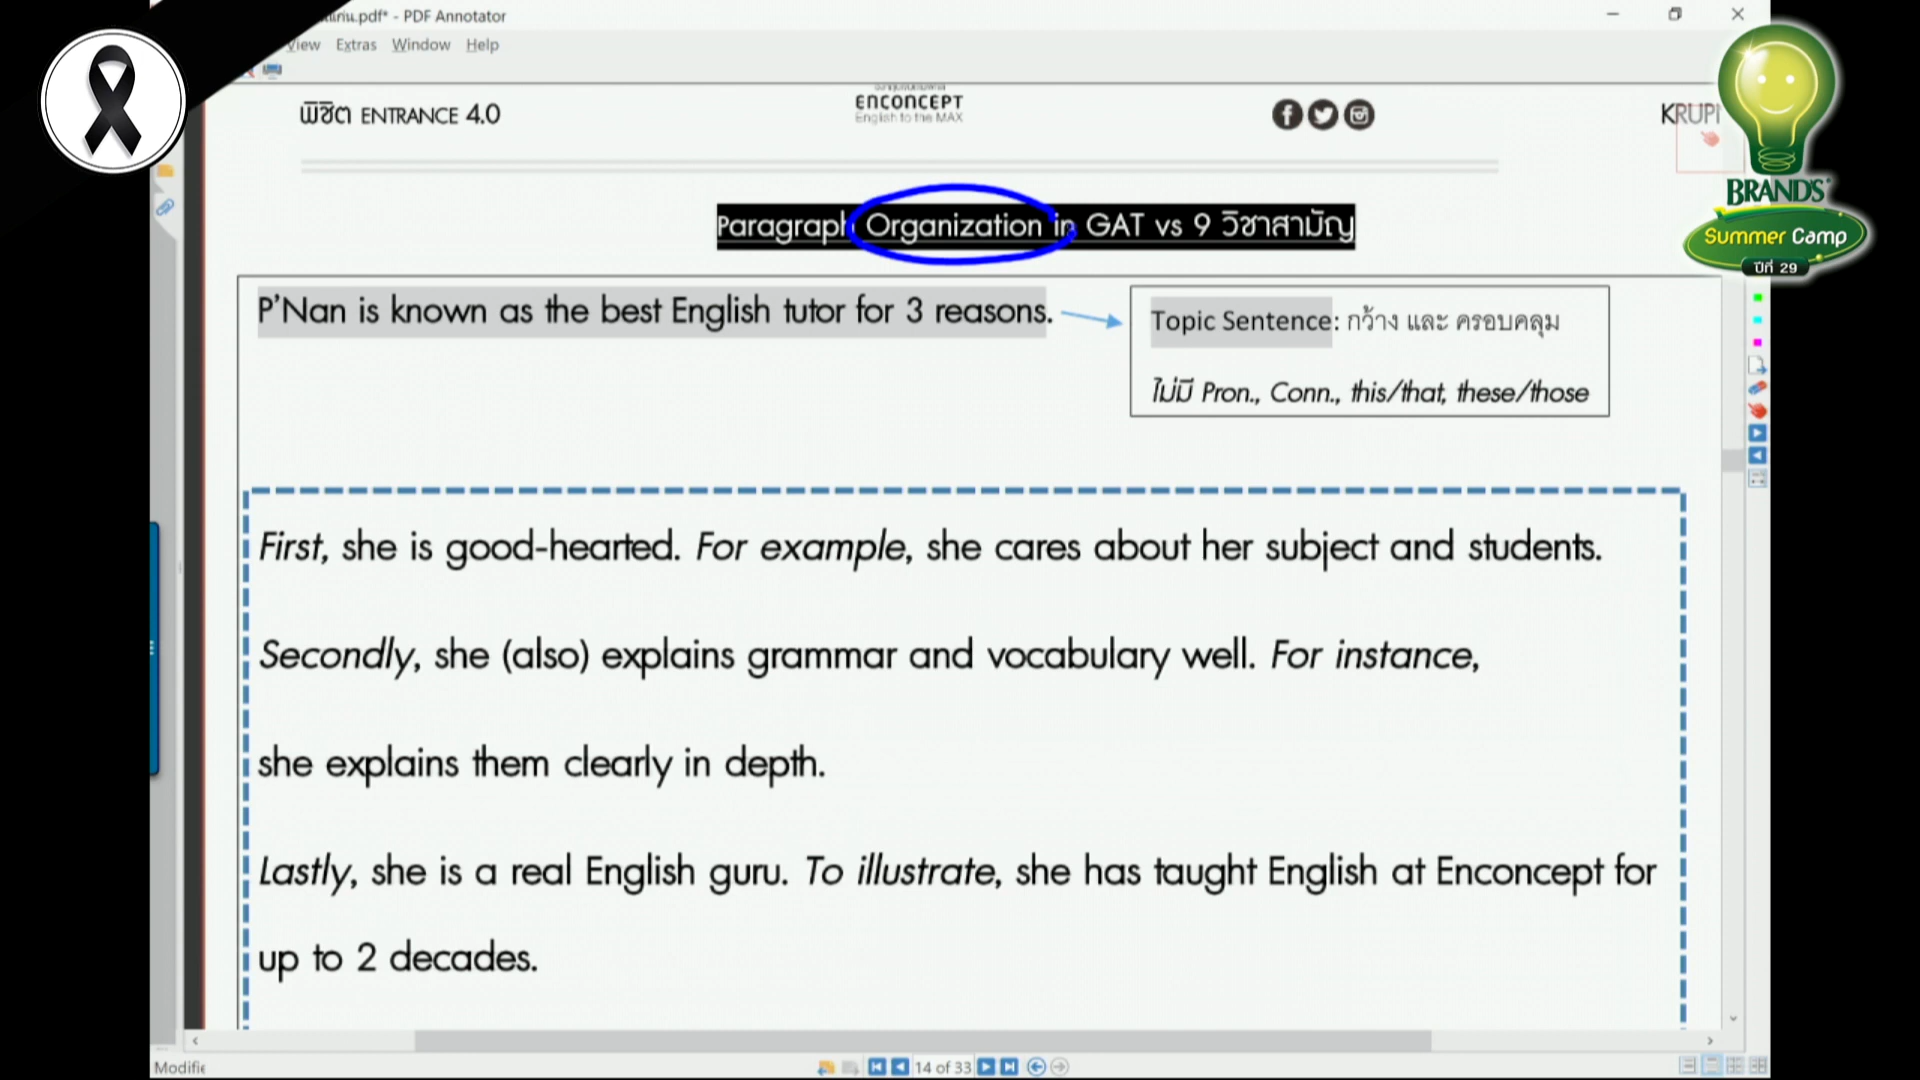 .pdf* - PDF Annotator
View Extras Window Help
พิชิต ENTRANCE 4.0
ENCONCEPT
English to the MAX
KRUPI
BRAND'S
Summer Camp
ปีที่ 29
Paragraph Organization in GAT vs 9 วิชาสามัญ
P'Nan is known as the best English tutor for 3 reasons.
Topic Sentence: กว้าง และ ครอบคลุม
ไม่มี Pron., Conn., this/that, these/those
First, she is good-hearted. For example, she cares about her subject and students.
Secondly, she (also) explains grammar and vocabulary well. For instance,
she explains them clearly in depth.
Lastly, she is a real English guru. To illustrate, she has taught English at Enconcept for
up to 2 decades.
Modifie
14 of 33